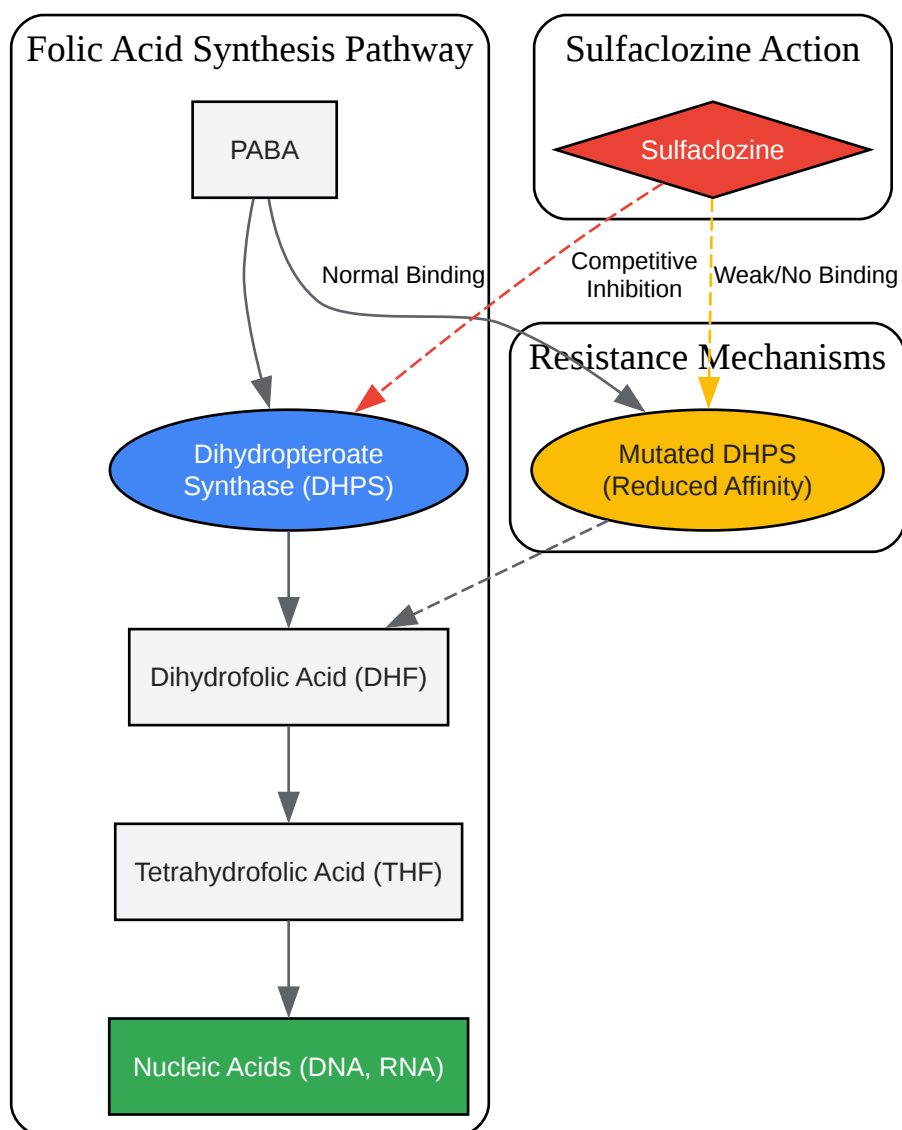 Folic Acid Synthesis Pathway
Sulfaclozine Action
PABA
Sulfaclozine
Normal Binding
Competitive
Inhibition
Weak/No Binding
Resistance Mechanisms
Dihydropteroate
Synthase (DHPS)
Mutated DHPS
(Reduced Affinity)
Dihydrofolic Acid (DHF)
Tetrahydrofolic Acid (THF)
Nucleic Acids (DNA, RNA)